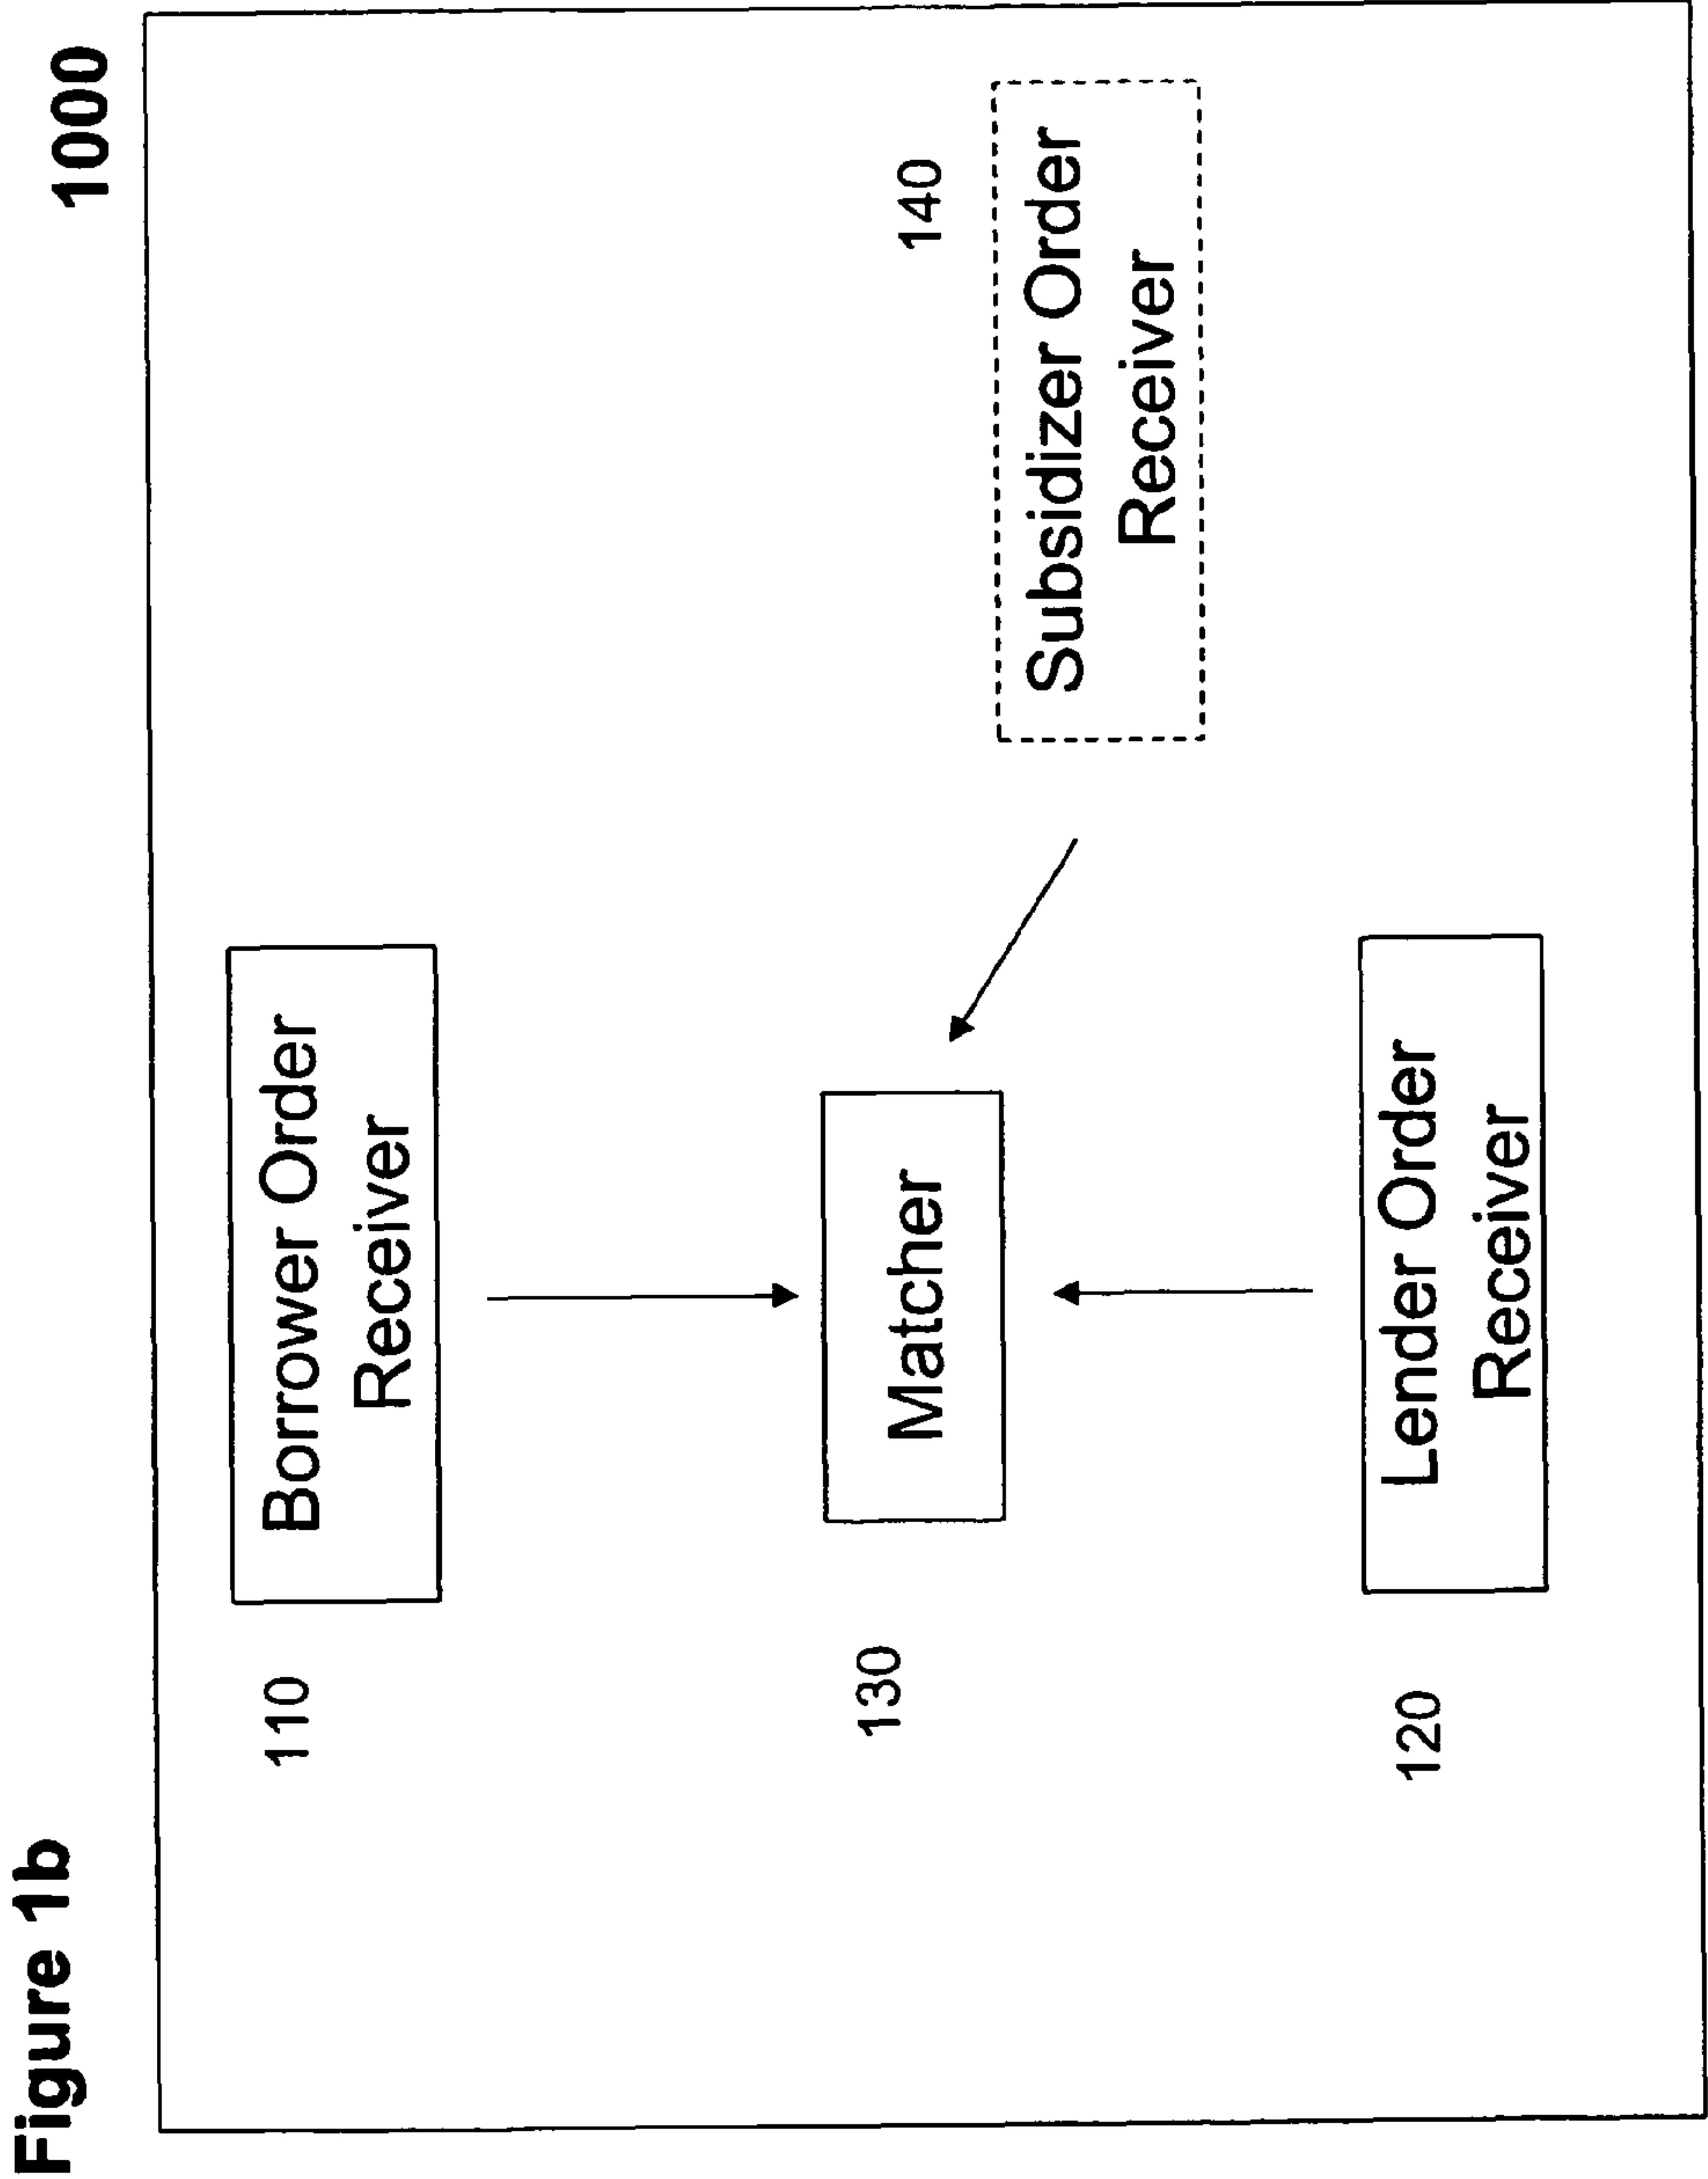 Figure 1b
1000
110
Borrower Order
Receiver
130
Matcher
140
Subsidizer Order
Receiver
120
Lender Order
Receiver